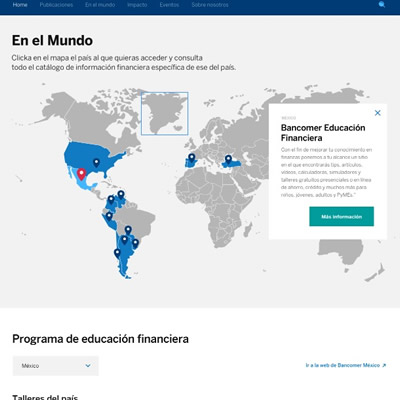 Home Publicaciones En el mundo Impacto Eventos Sobre nosotros
En el Mundo
Clicka en el mapa el país al que quieras acceder y consulta
todo el catálogo de información financiera específica de ese del país.
MÉXICO
Bancomer Educación
Financiera
Con el fin de mejorar tu conocimiento en
finanzas ponemos a tu alcance un sitio
en el que encontrarás tips, artículos,
videos, calculadoras, simuladores y
talleres gratuitos presenciales o en línea
de ahorro, crédito y muchos más para
niños, jóvenes, adultos y PyMEs."
Más información
Programa de educación financiera
México
Ir a la web de Bancomer México
Talleres del país